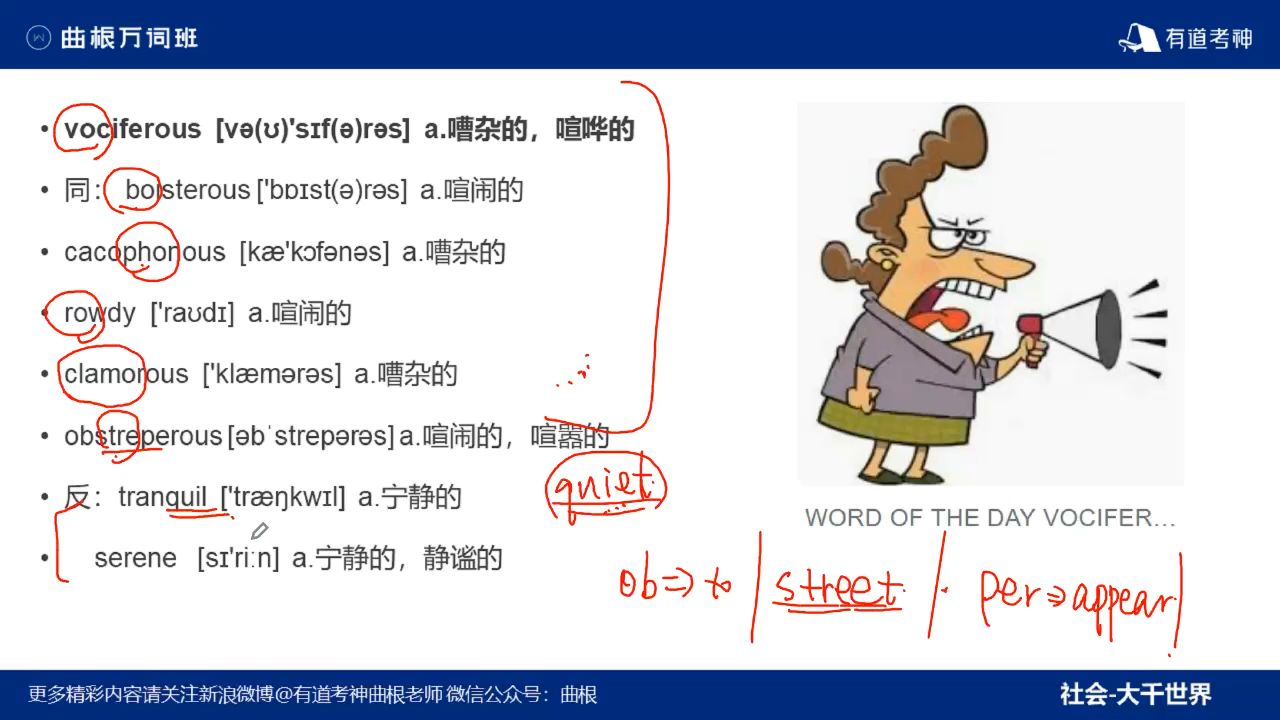 曲根万词班
有道考神
• vociferous [və(ʊ)'sɪf(ə)rəs] a.嘈杂的，喧哗的
• 同： boisterous ['bɒɪst(ə)rəs] a.喧闹的
• cacophonous [kæ'kɔfənəs] a.嘈杂的
• rowdy ['raʊdɪ] a.喧闹的
• clamorous ['klæmərəs] a.嘈杂的
• obstreperous[əbˈstrepərəs]a.喧闹的，喧嚣的
• 反：tranquil ['træŋkwɪl] a.宁静的
quiet
• serene [sɪ'riːn] a.宁静的，静谧的
WORD OF THE DAY VOCIFER…
ob⇒to | street | per⇒appear
更多精彩内容请关注新浪微博@有道考神曲根老师 微信公众号：曲根
社会-大千世界